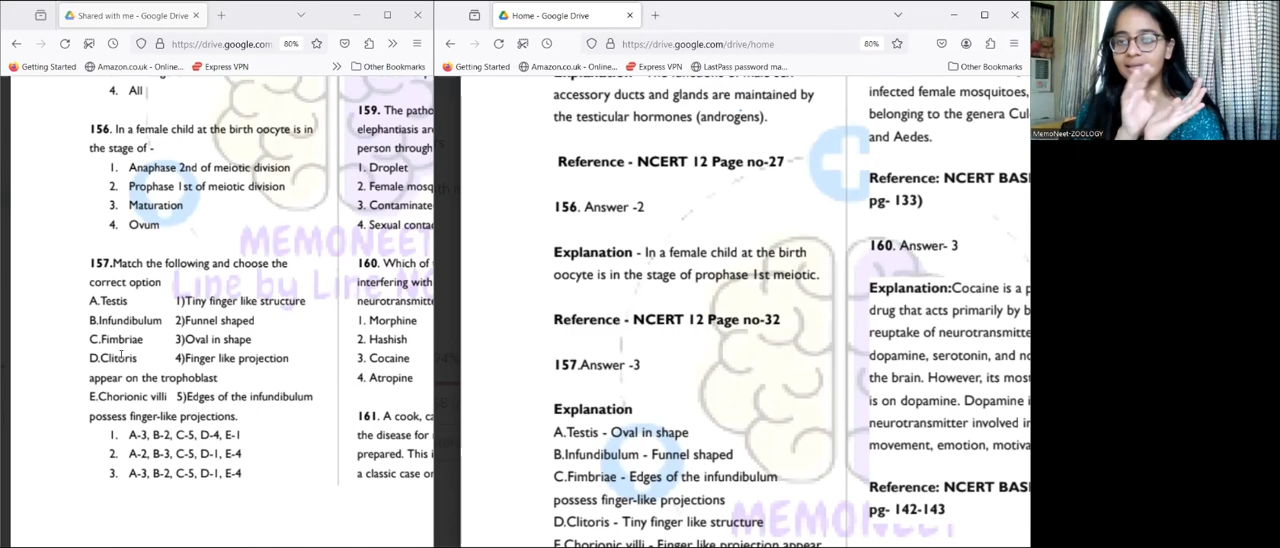 Shared with me - Google Drive
https://drive.google.com
80%
Getting Started
Amazon.co.uk - Online...
Express VPN
Other Bookmarks
4. All
156. In a female child at the birth oocyte is in
the stage of -
1. Anaphase 2nd of meiotic division
2. Prophase 1st of meiotic division
3. Maturation
4. Ovum
MEMONEET
Line by Line N
157.Match the following and choose the
correct option
A.Testis 1)Tiny finger like structure
B.Infundibulum 2)Funnel shaped
C.Fimbriae 3)Oval in shape
D.Clitoris 4)Finger like projection
appear on the trophoblast
E.Chorionic villi 5)Edges of the infundibulum
possess finger-like projections.
1. A-3, B-2, C-5, D-4, E-1
2. A-2, B-3, C-5, D-1, E-4
3. A-3, B-2, C-5, D-1, E-4
159. The patho
elephantiasis are
person through
1. Droplet
2. Female mosq
3. Contaminate
4. Sexual conta
160. Which of
interfering with
neurotransmitte
1. Morphine
2. Hashish
3. Cocaine
4. Atropine
161. A cook, ca
the disease for
prepared. This i
a classic case or
Home - Google Drive
https://drive.google.com/drive/home
80%
Getting Started
Amazon.co.uk - Online...
Express VPN
LastPass password ma...
Other Bookmarks
accessory ducts and glands are maintained by
the testicular hormones (androgens).
Reference - NCERT 12 Page no-27
156. Answer -2
Explanation - In a female child at the birth
oocyte is in the stage of prophase 1st meiotic.
Reference - NCERT 12 Page no-32
157.Answer -3
Explanation
A.Testis - Oval in shape
B.Infundibulum - Funnel shaped
C.Fimbriae - Edges of the infundibulum
possess finger-like projections
D.Clitoris - Tiny finger like structure
E.Chorionic villi - Finger like projection appear
MEMONEET
infected female mosquitoes,
belonging to the genera Cul
and Aedes.
Reference: NCERT BAS
pg- 133)
160. Answer- 3
Explanation:Cocaine is a p
drug that acts primarily by b
reuptake of neurotransmitte
dopamine, serotonin, and no
the brain. However, its most
is on dopamine. Dopamine i
neurotransmitter involved i
movement, emotion, motiva
Reference: NCERT BAS
pg- 142-143
MemoNeet-ZOOLOGY